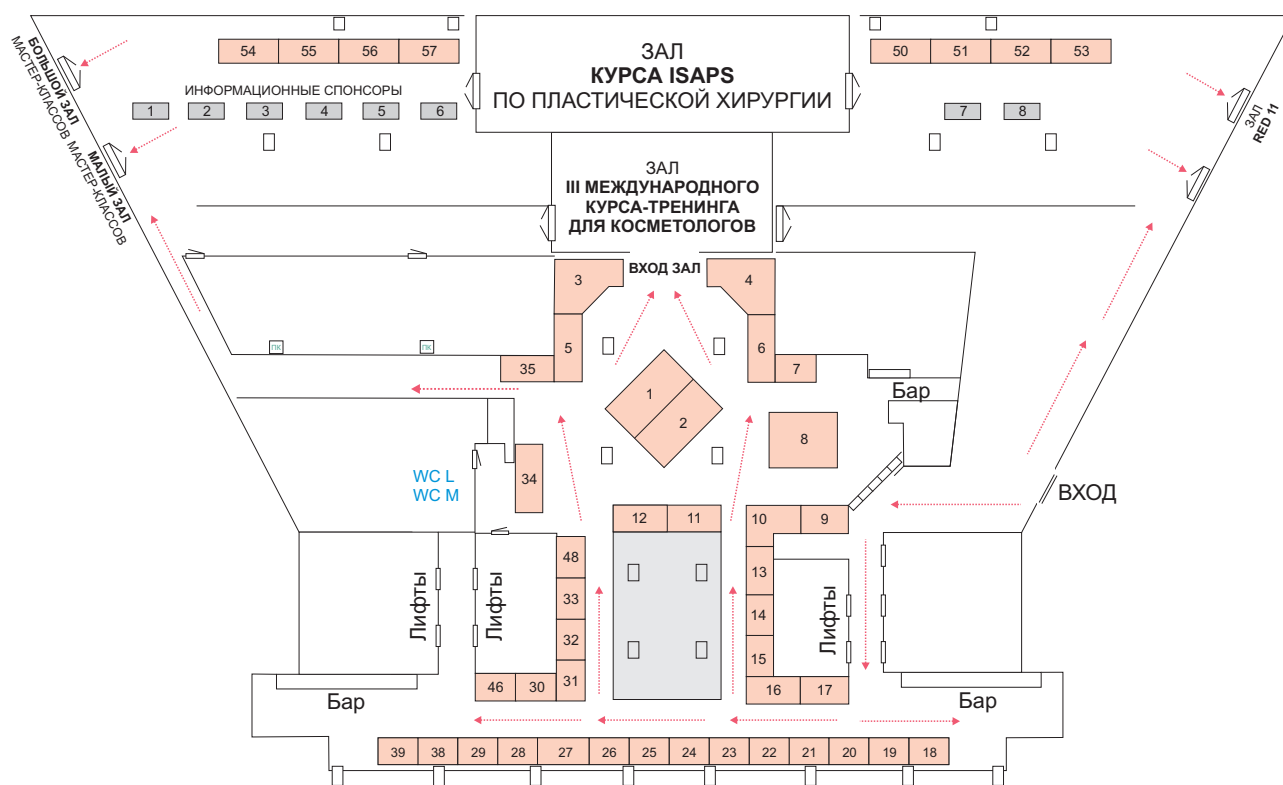 ЗАЛ
КУРСА ISAPS
ПО ПЛАСТИЧЕСКОЙ ХИРУРГИИ
54 55 56 57
50 51 52 53
БОЛЬШОЙ ЗАЛ
МАСТЕР-КЛАССОВ
ИНФОРМАЦИОННЫЕ СПОНСОРЫ
1 2 3 4 5 6
7 8
ЗАЛ
RED 11
МАЛЫЙ ЗАЛ
МАСТЕР-КЛАССОВ
ЗАЛ
III МЕЖДУНАРОДНОГО
КУРСА-ТРЕНИНГА
ДЛЯ КОСМЕТОЛОГОВ
ВХОД ЗАЛ
3 4
ПК ПК
35 5 6 7
1
2
Бар
8
WC L
WC M
34
ВХОД
12 11 10 9
48 13
33 14
32 15
31
46 30
16 17
Лифты
Лифты
Лифты
Бар
Бар
39 38 29 28 27 26 25 24 23 22 21 20 19 18